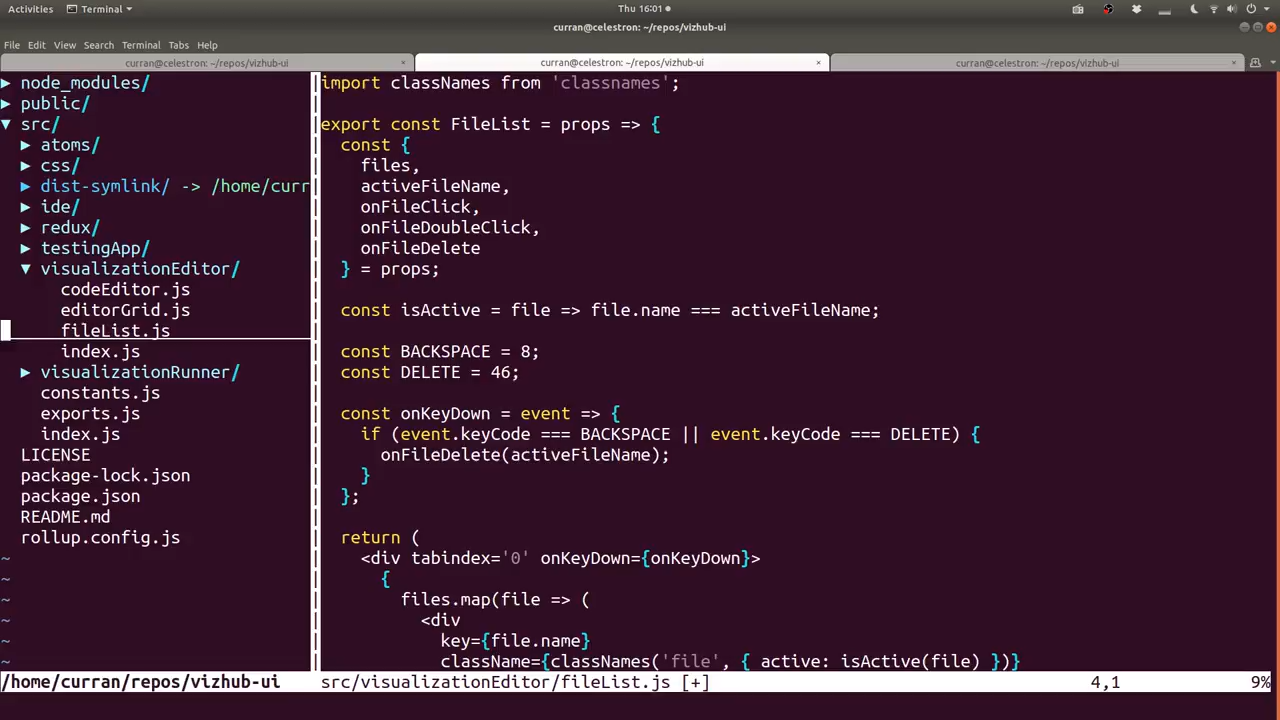 Activities Terminal Thu 16:01
curran@celestron: ~/repos/vizhub-ui
File Edit View Search Terminal Tabs Help
curran@celestron: ~/repos/vizhub-ui × curran@celestron: ~/repos/vizhub-ui × curran@celestron: ~/repos/vizhub-ui ×
▶ node_modules/
▶ public/
▼ src/
▶ atoms/
▶ css/
▶ dist-symlink/ -> /home/curr
▶ ide/
▶ redux/
▶ testingApp/
▼ visualizationEditor/
codeEditor.js
editorGrid.js
fileList.js
index.js
▶ visualizationRunner/
constants.js
exports.js
index.js
LICENSE
package-lock.json
package.json
README.md
rollup.config.js
~
~
~
~
~
~
/home/curran/repos/vizhub-ui
import classNames from 'classnames';
export const FileList = props => {
const {
files,
activeFileName,
onFileClick,
onFileDoubleClick,
onFileDelete
} = props;
const isActive = file => file.name === activeFileName;
const BACKSPACE = 8;
const DELETE = 46;
const onKeyDown = event => {
if (event.keyCode === BACKSPACE || event.keyCode === DELETE) {
onFileDelete(activeFileName);
}
};
return (
<div tabindex='0' onKeyDown={onKeyDown}>
{
files.map(file => (
<div
key={file.name}
className={classNames('file', { active: isActive(file) })}
src/visualizationEditor/fileList.js [+] 4,1 9%